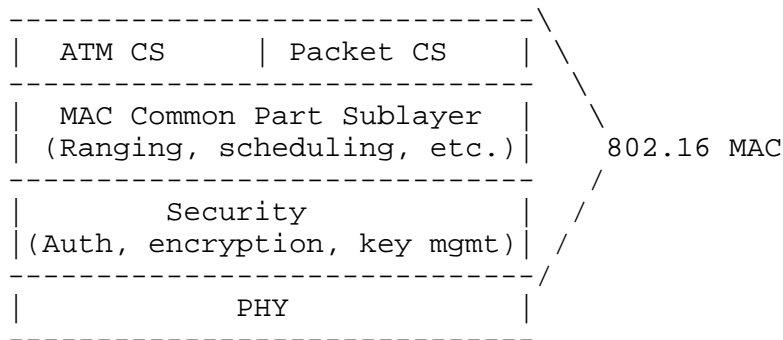 ------------------------------\
| ATM CS | Packet CS | \
------------------------------ \
| MAC Common Part Sublayer | \
| (Ranging, scheduling, etc.)| 802.16 MAC
------------------------------ /
| Security | /
|(Auth, encryption, key mgmt)| /
------------------------------/
| PHY |
------------------------------